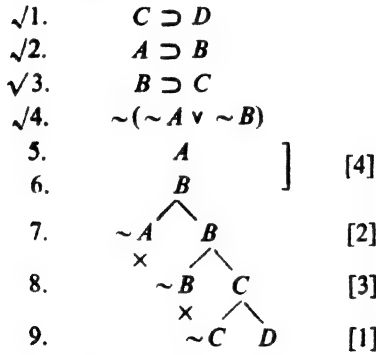 √1. C ⊃ D
√2. A ⊃ B
√3. B ⊃ C
√4. ~(~A v ~B)
5. A
[4]
6. B
7. ~A B [2]
×
8. ~B C [3]
×
9. ~C D [1]